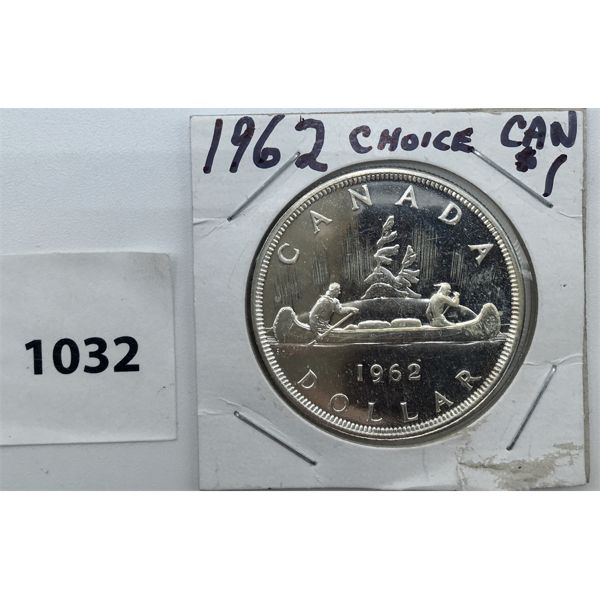 1962 CHOICE CAN
$1
CANADA
1962
DOLLAR
1032